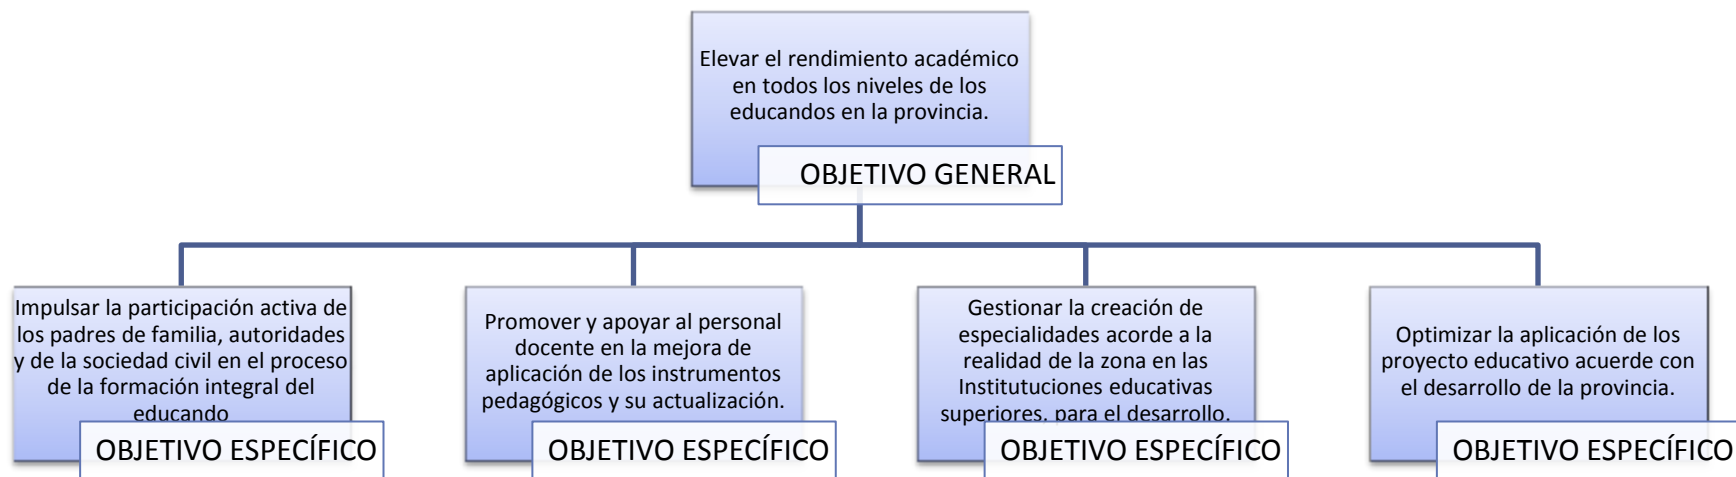 Elevar el rendimiento académico
en todos los niveles de los
educandos en la provincia.
OBJETIVO GENERAL
Impulsar la participación activa de
los padres de familia, autoridades
y de la sociedad civil en el proceso
de la formación integral del
educando
OBJETIVO ESPECÍFICO
Promover y apoyar al personal
docente en la mejora de
aplicación de los instrumentos
pedagógicos y su actualización.
OBJETIVO ESPECÍFICO
Gestionar la creación de
especialidades acorde a la
realidad de la zona en las
Institutuciones educativas
superiores, para el desarrollo.
OBJETIVO ESPECÍFICO
Optimizar la aplicación de los
proyecto educativo acuerde con
el desarrollo de la provincia.
OBJETIVO ESPECÍFICO